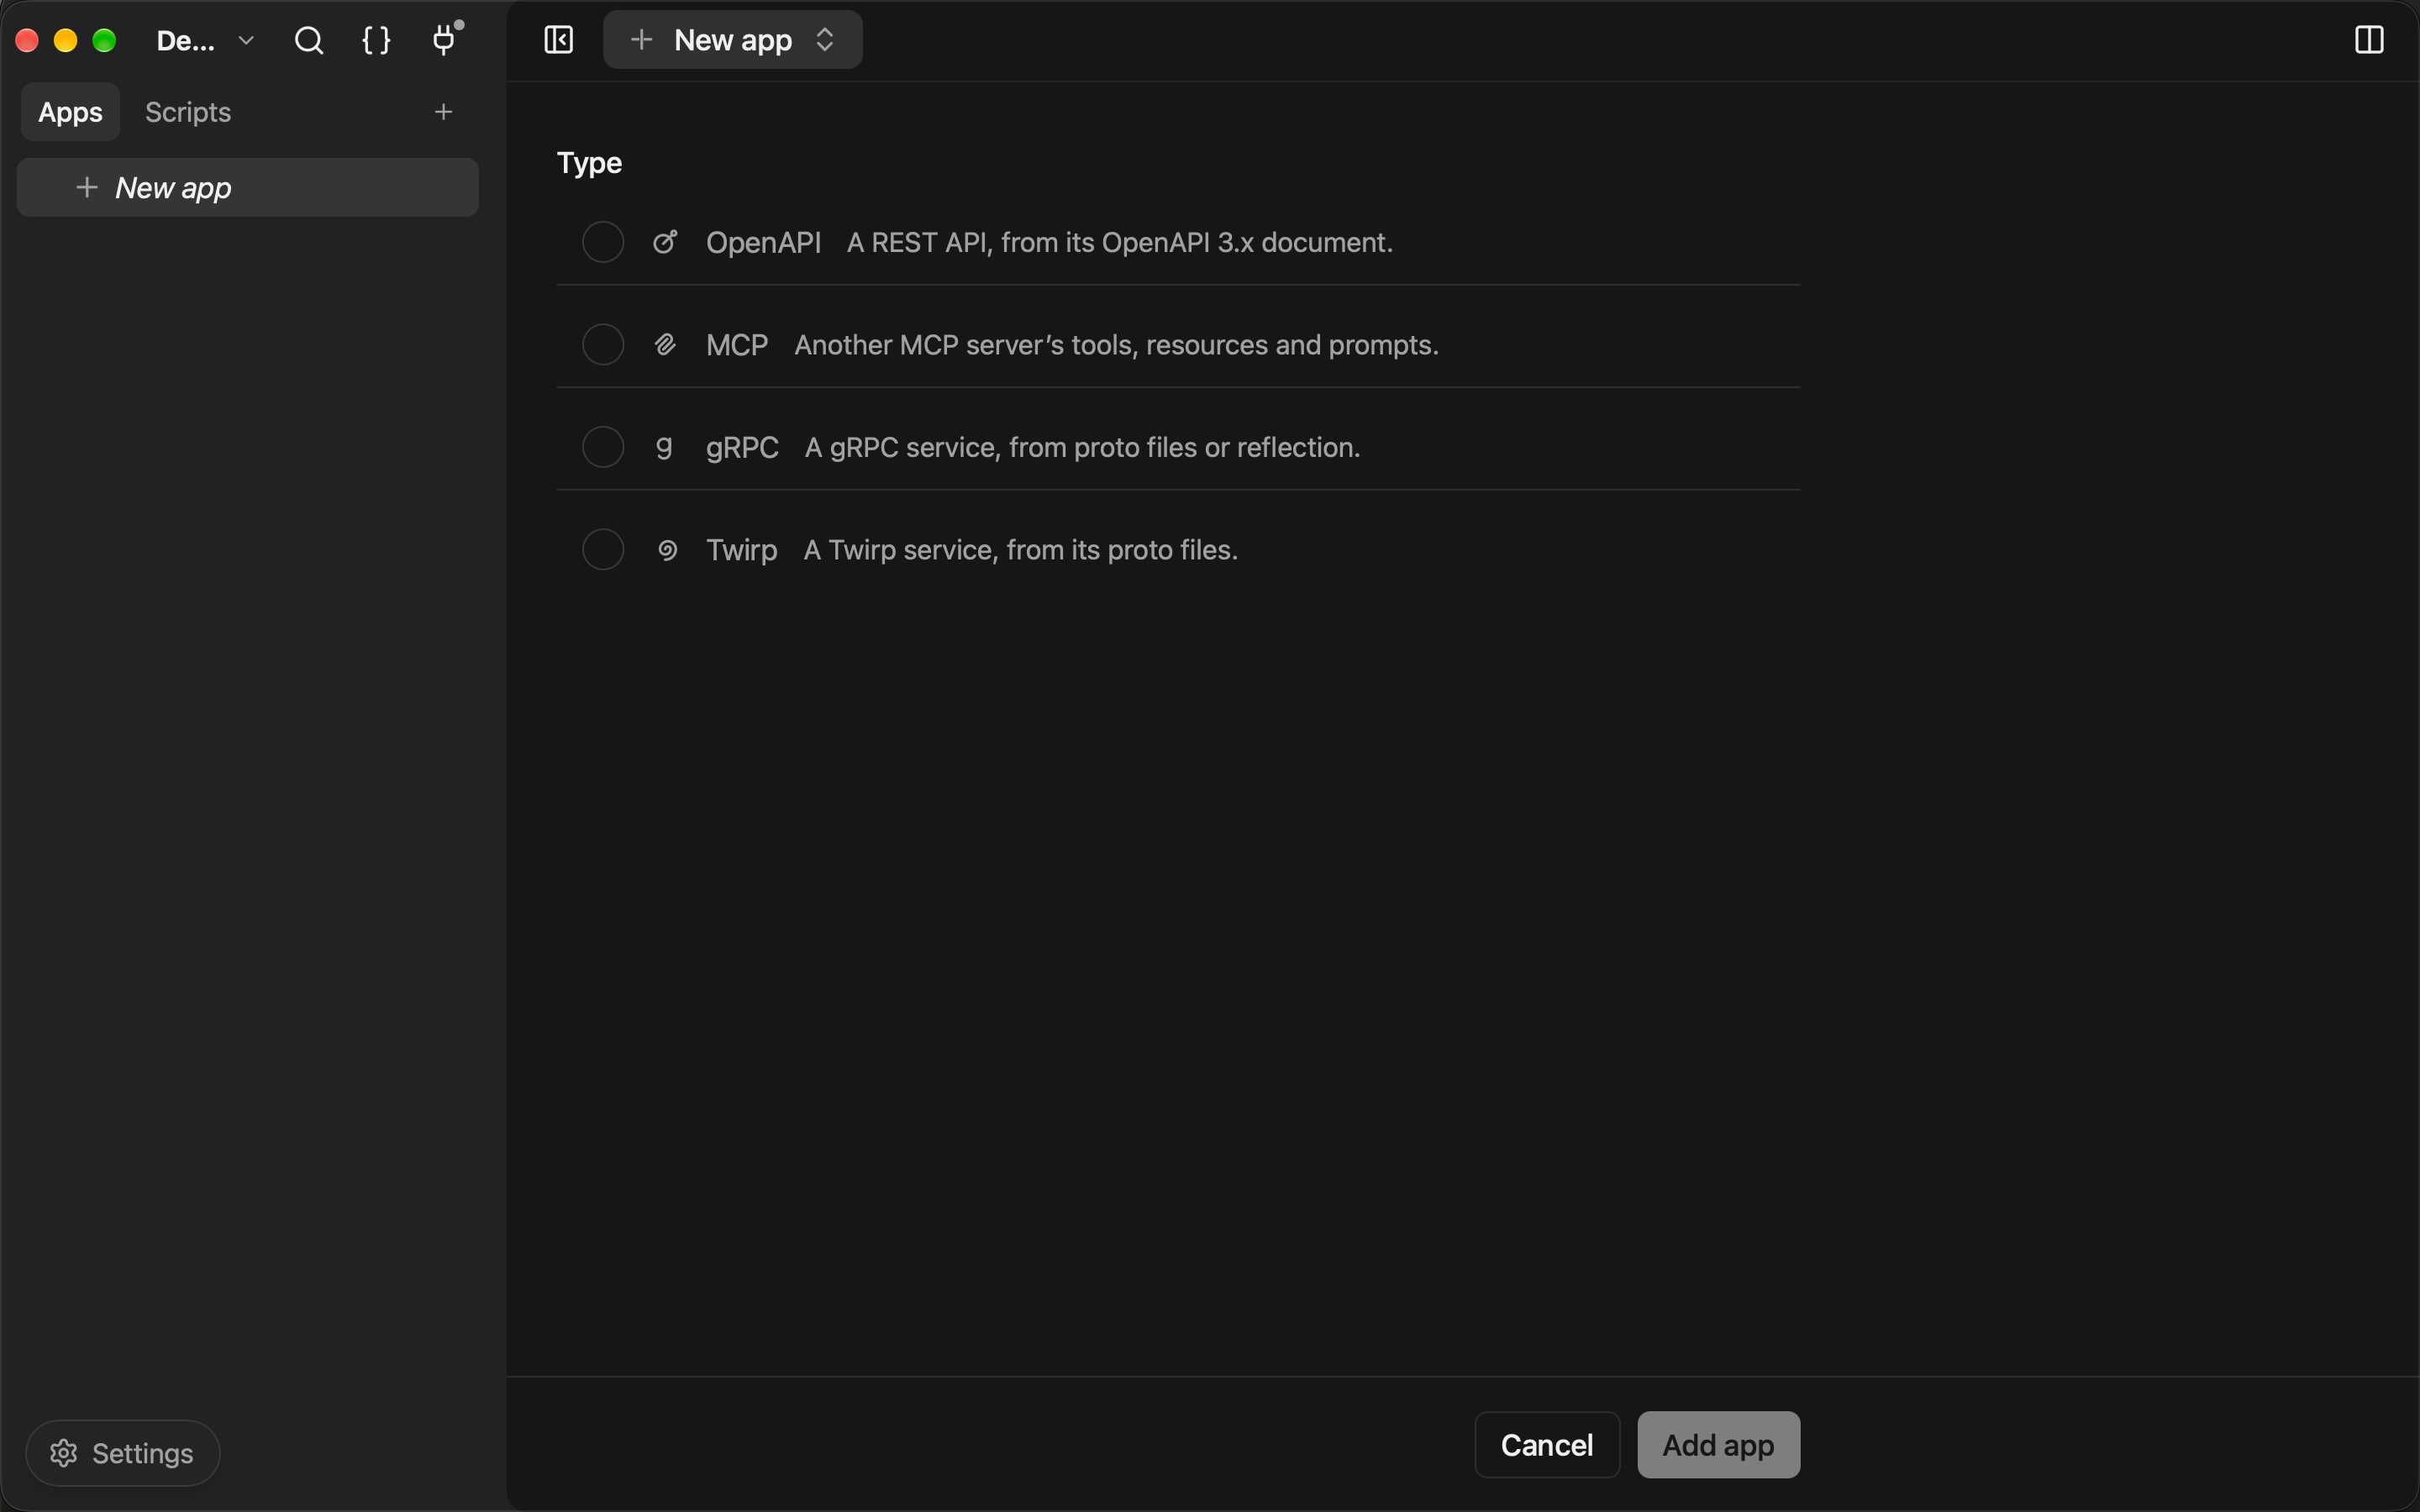 De...
New app
Apps
Scripts
New app
Type
OpenAPI A REST API, from its OpenAPI 3.x document.
MCP Another MCP server’s tools, resources and prompts.
g gRPC A gRPC service, from proto files or reflection.
Twirp A Twirp service, from its proto files.
Settings
Cancel
Add app